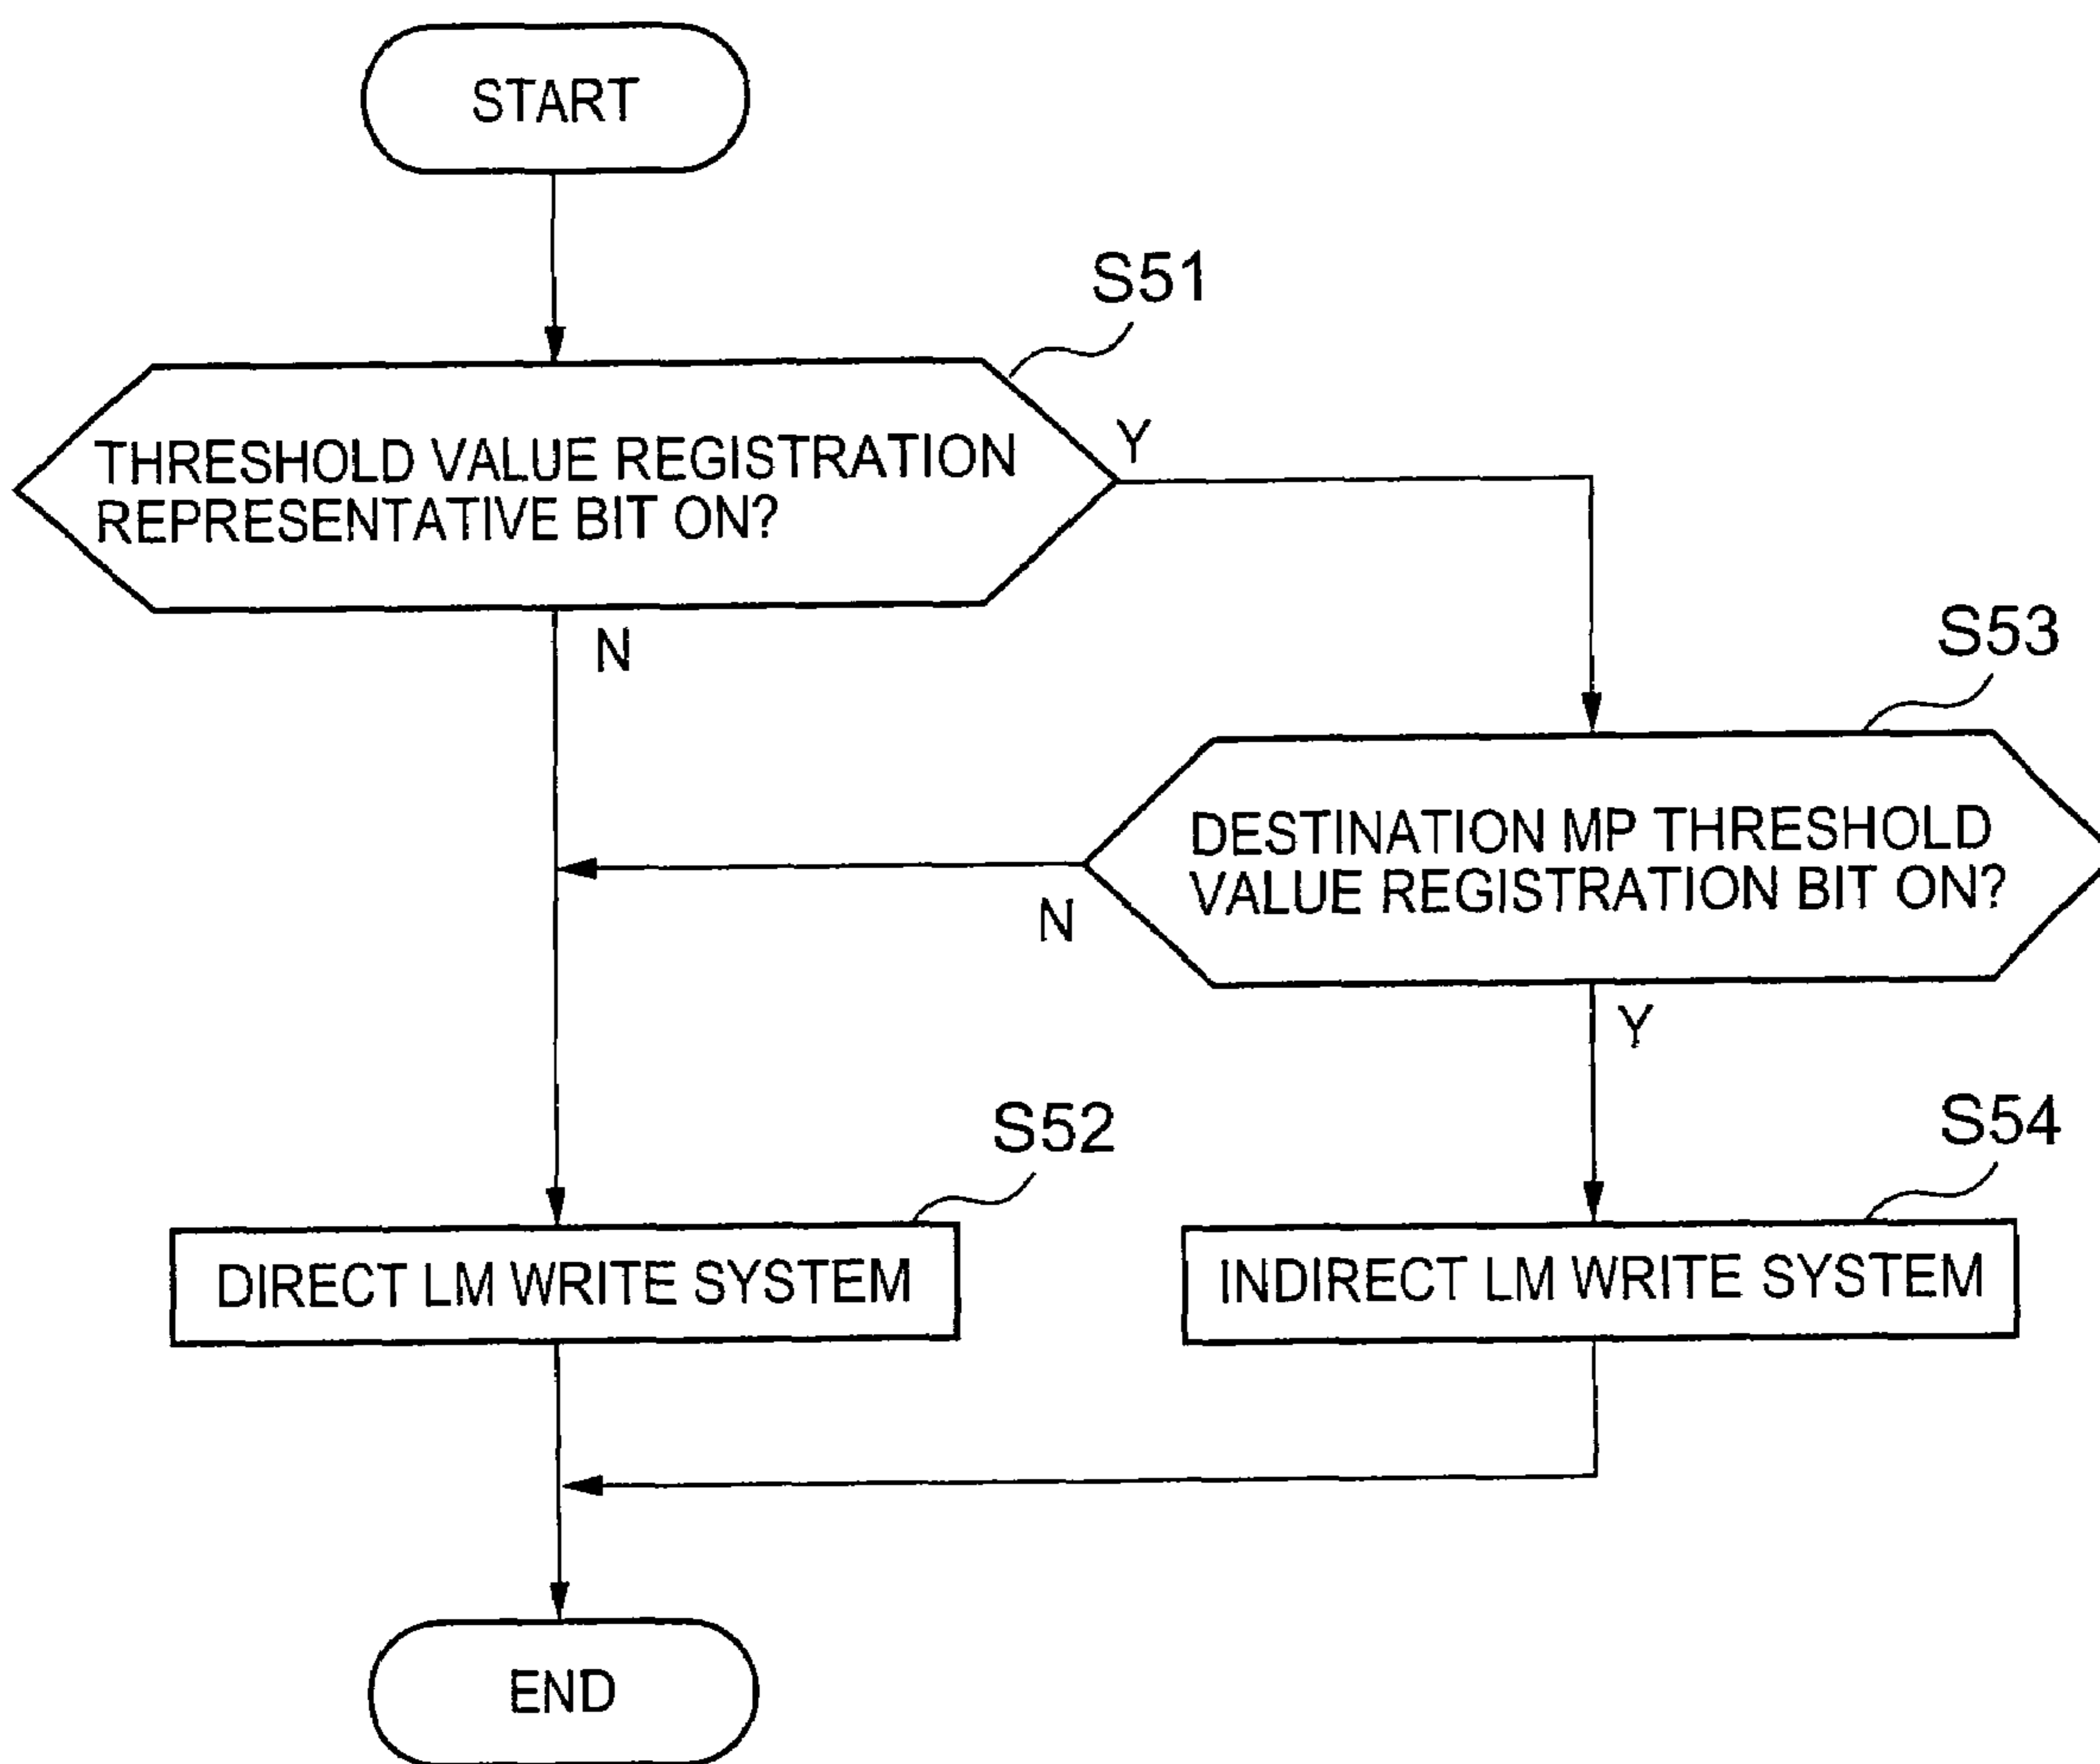 START
S51
THRESHOLD VALUE REGISTRATION
REPRESENTATIVE BIT ON?
Y
N
S53
DESTINATION MP THRESHOLD
VALUE REGISTRATION BIT ON?
N
Y
S52
S54
DIRECT LM WRITE SYSTEM
INDIRECT LM WRITE SYSTEM
END